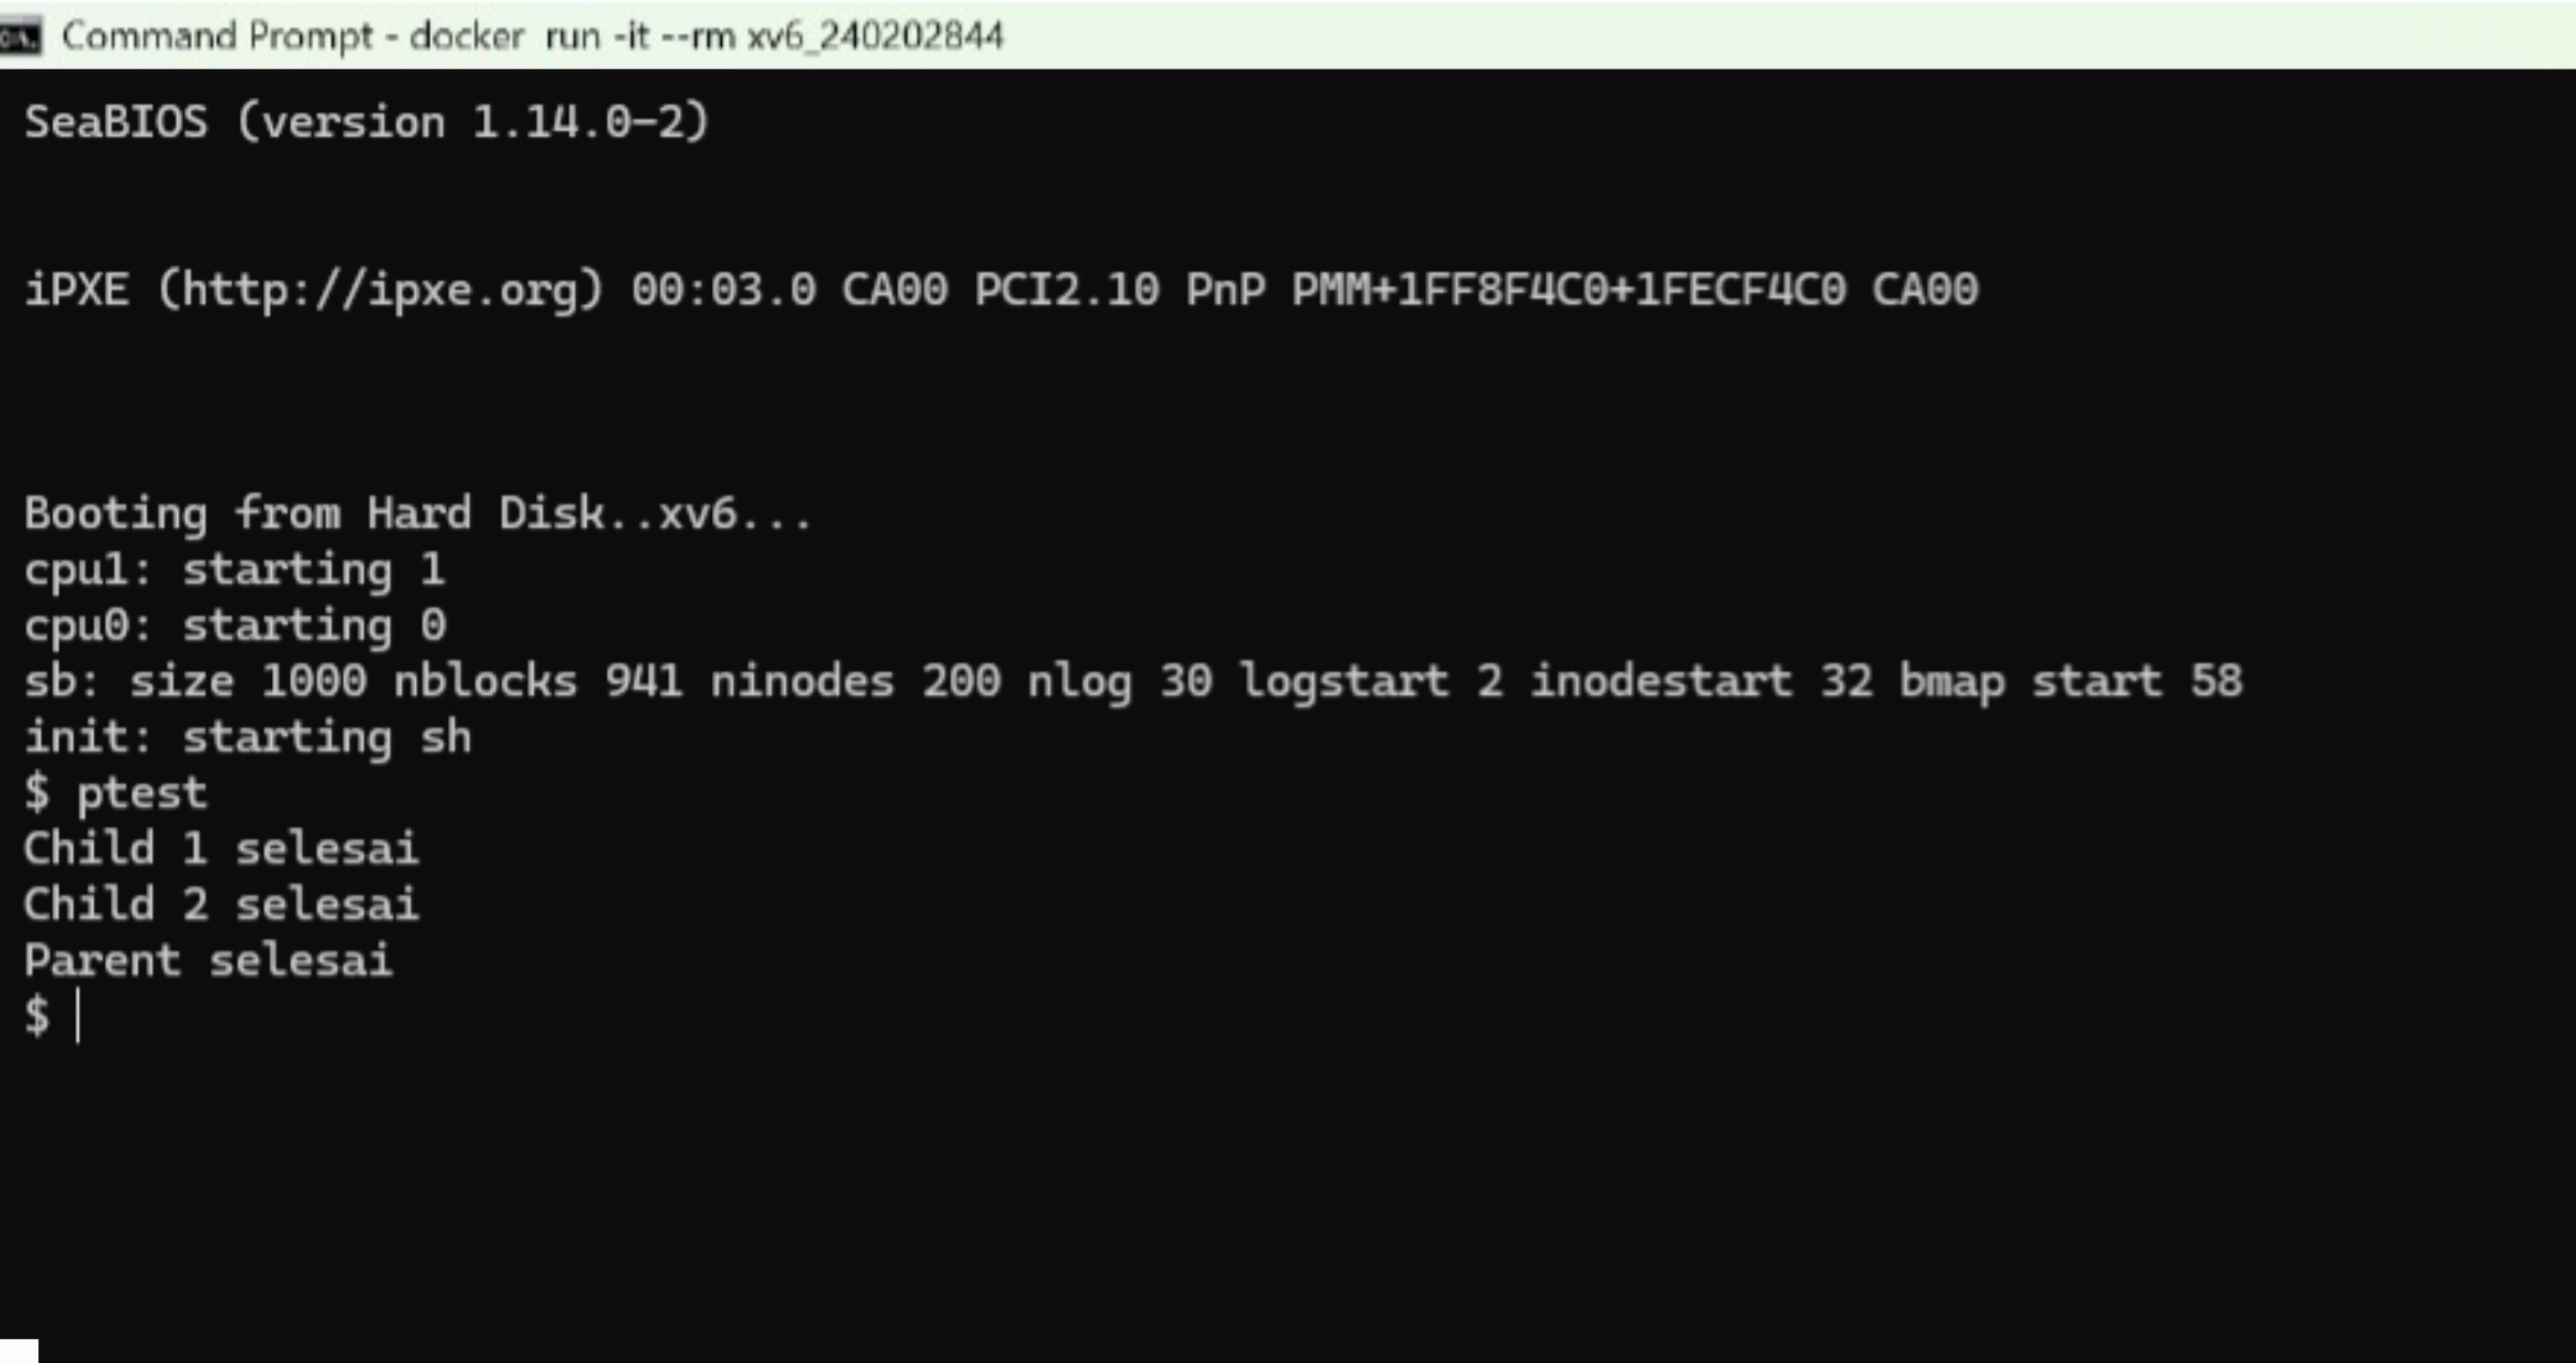 Command Prompt - docker  run -it --rm xv6_240202844
SeaBIOS (version 1.14.0-2)
iPXE (http://ipxe.org) 00:03.0 CA00 PCI2.10 PnP PMM+1FF8F4C0+1FECF4C0 CA00
Booting from Hard Disk..xv6...
cpu1: starting 1
cpu0: starting 0
sb: size 1000 nblocks 941 ninodes 200 nlog 30 logstart 2 inodestart 32 bmap start 58
init: starting sh
$ ptest
Child 1 selesai
Child 2 selesai
Parent selesai
$